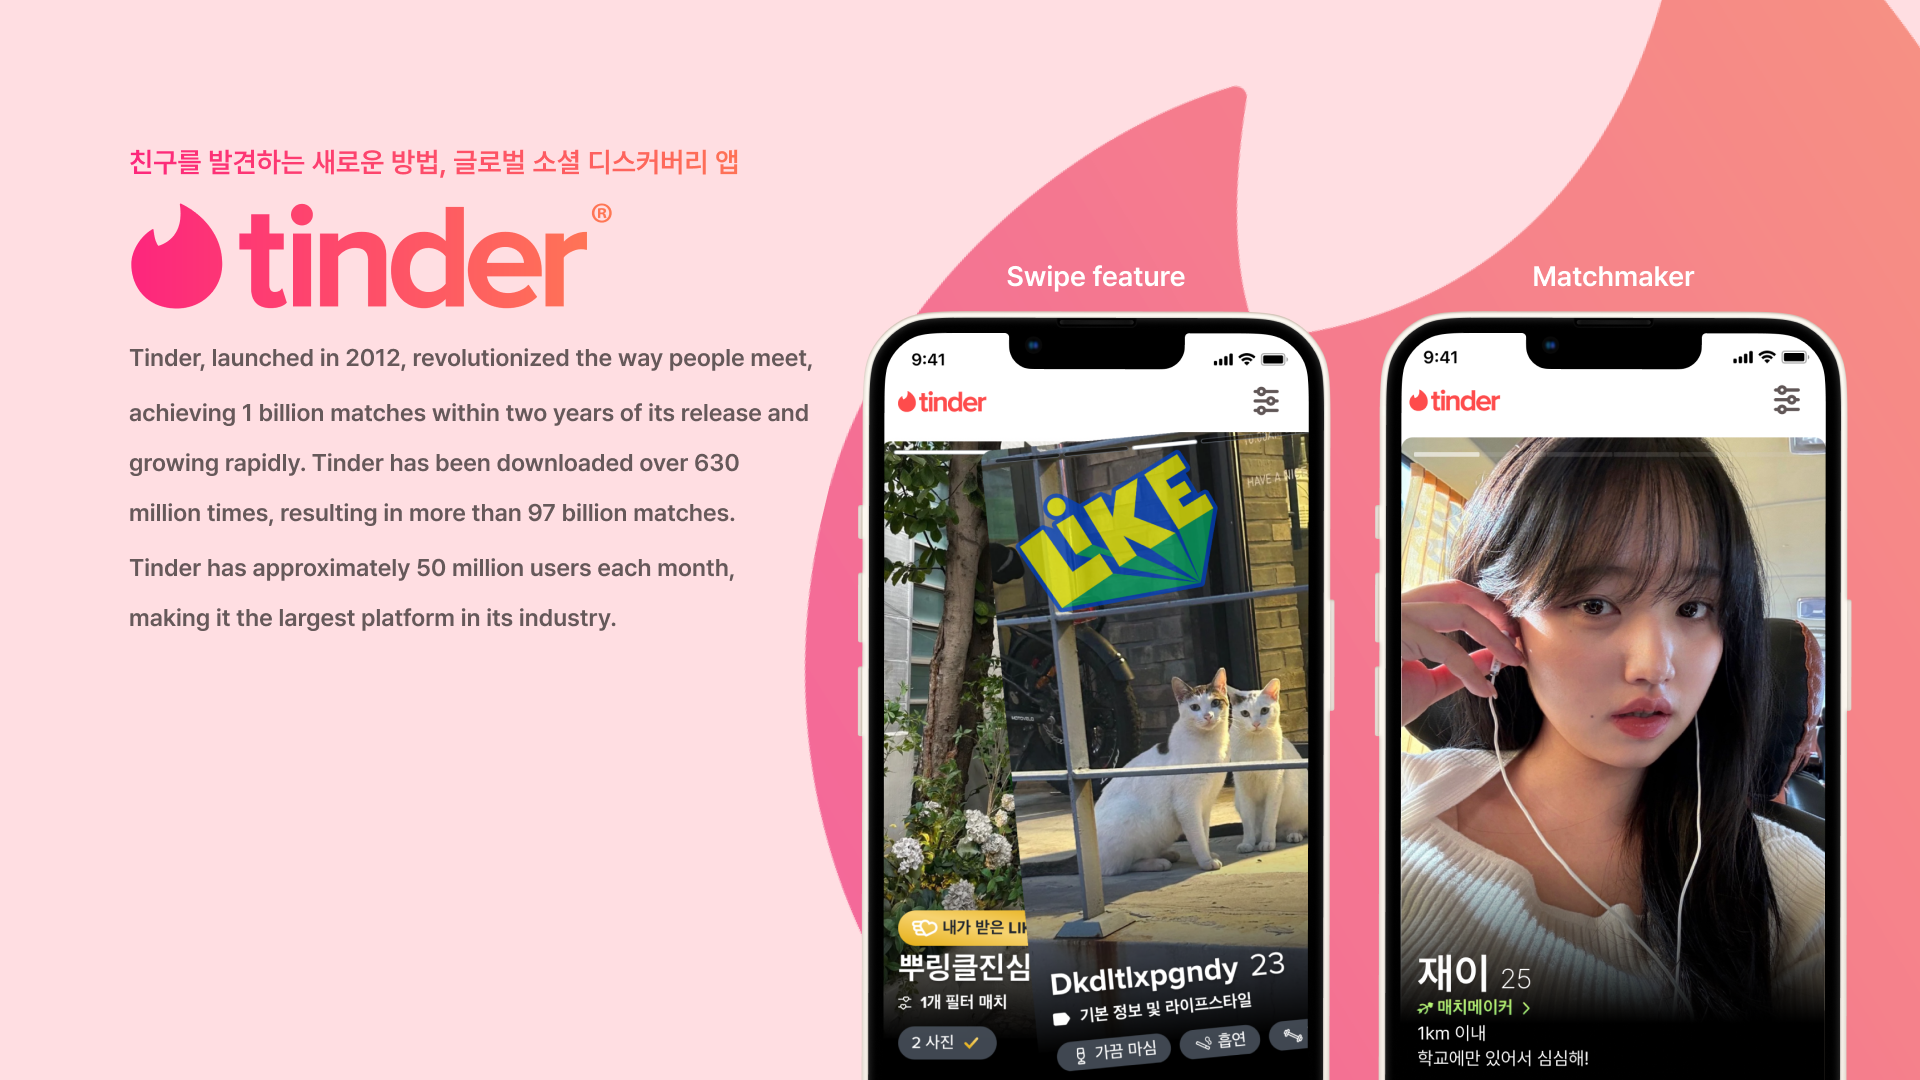 친구를 발견하는 새로운 방법, 글로벌 소셜 디스커버리 앱
tinder®
Tinder, launched in 2012, revolutionized the way people meet,
achieving 1 billion matches within two years of its release and
growing rapidly. Tinder has been downloaded over 630
million times, resulting in more than 97 billion matches.
Tinder has approximately 50 million users each month,
making it the largest platform in its industry.
Swipe feature
9:41
tinder
HAVE A
LiKE
내가 받은 LIK
뿌링클진심
1개 필터 매치
2 사진
Dkdltlxpgndy 23
기본 정보 및 라이프스타일
가끔 마심
흡연
Matchmaker
9:41
tinder
재이 25
매치메이커
1km 이내
학교에만 있어서 심심해!